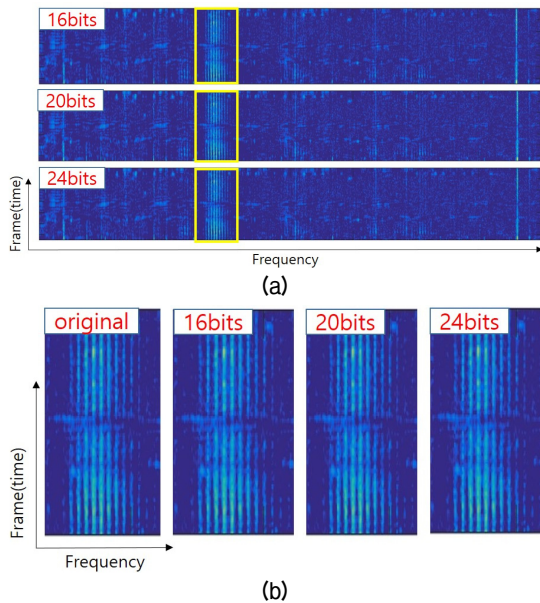 16bits
20bits
24bits
Frame(time)
Frequency
(a)
original
16bits
20bits
24bits
Frame(time)
Frequency
(b)